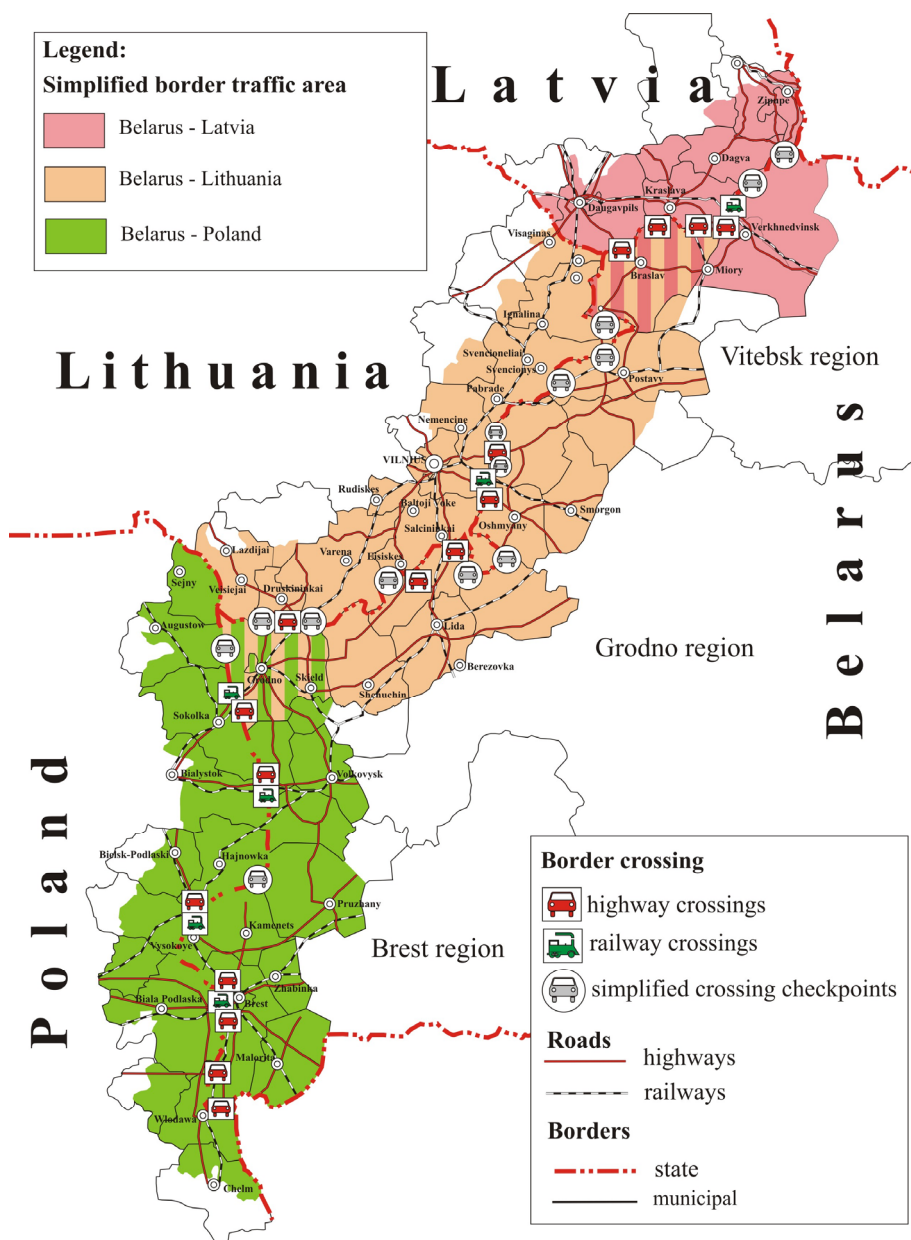 Legend:
Simplified border traffic area
Belarus - Latvia
Belarus - Lithuania
Belarus - Poland
Latvia
Zipupe
Dagva
Kraslava
Daugavpils
Verkhnedvinsk
Visaginas
Braslav
Miory
Ignalina
Lithuania
Vitebsk region
Svencioneliai
Svencionys
Postavy
Pabrade
Nemencine
Belarus
VILNIUS
Rudiskes
Baltoji Voke
Smorgon
Oshmyany
Salcininkai
Lazdijai
Varena
Eisiskes
Sejny
Veisiejai
Druskininkai
Augustow
Lida
Grodno region
Berezovka
Grodno
Skield
Shchuchin
Sokolka
Poland
Bialystok
Volkovysk
Bielsk-Podlaski
Hajnowka
Border crossing
highway crossings
railway crossings
simplified crossing checkpoints
Pruzhany
Kamenets
Vysokoye
Brest region
Zhabinka
Biala Podlaska
Brest
Roads
highways
railways
Malorita
Wlodawa
Borders
state
municipal
Chelm